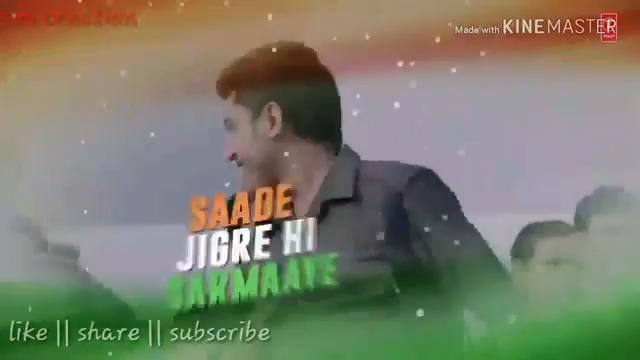 Made with KINEMASTER
SAADE
JIGRE HI
SARMAAYE
like || share || subscribe